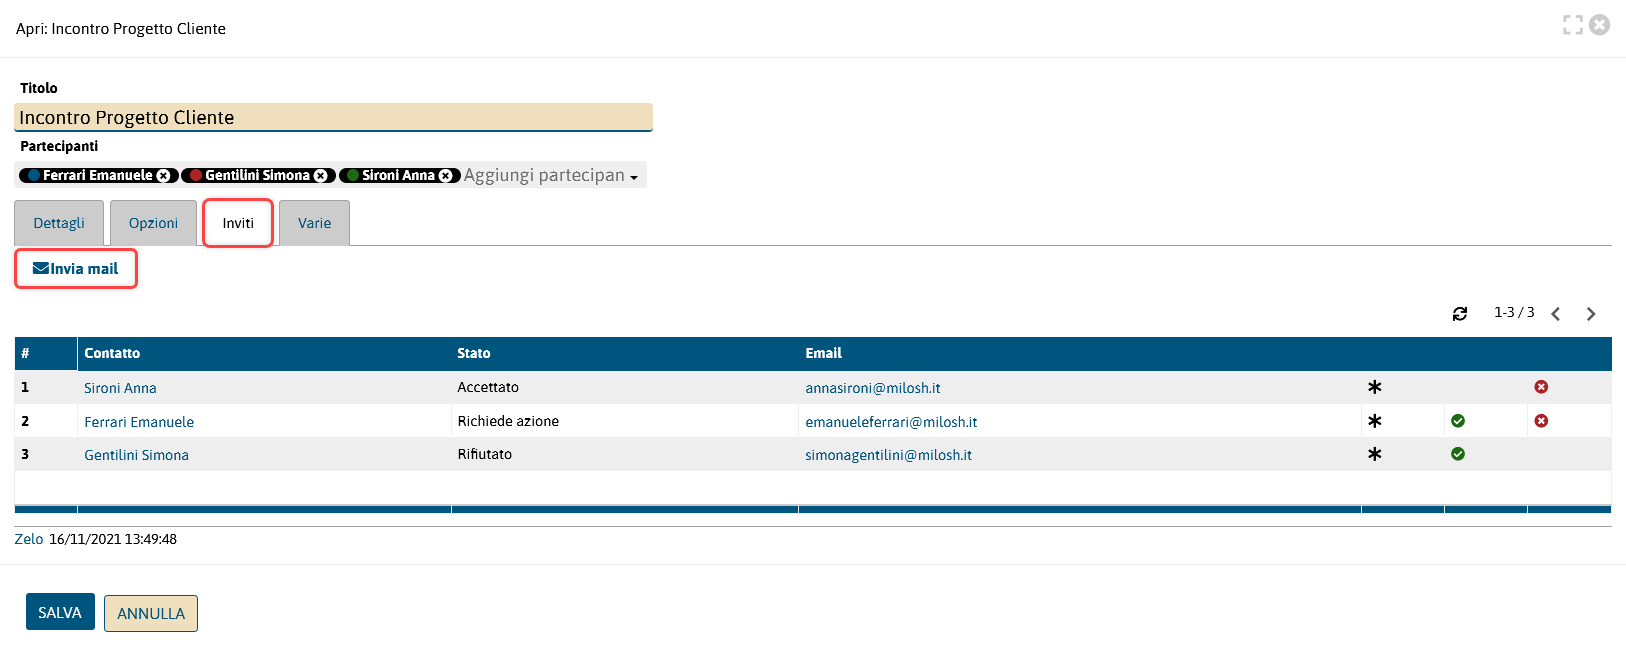 Apri: Incontro Progetto Cliente
Titolo
Incontro Progetto Cliente
Partecipanti
Ferrari Emanuele Gentilini Simona Sironi Anna Aggiungi partecipan
Dettagli Opzioni Inviti Varie
Invia mail
1-3 / 3
# Contatto Stato Email
1 Sironi Anna Accettato annasironi@milosh.it
2 Ferrari Emanuele Richiede azione emanueleferrari@milosh.it
3 Gentilini Simona Rifiutato simonagentilini@milosh.it
Zelo 16/11/2021 13:49:48
SALVA ANNULLA